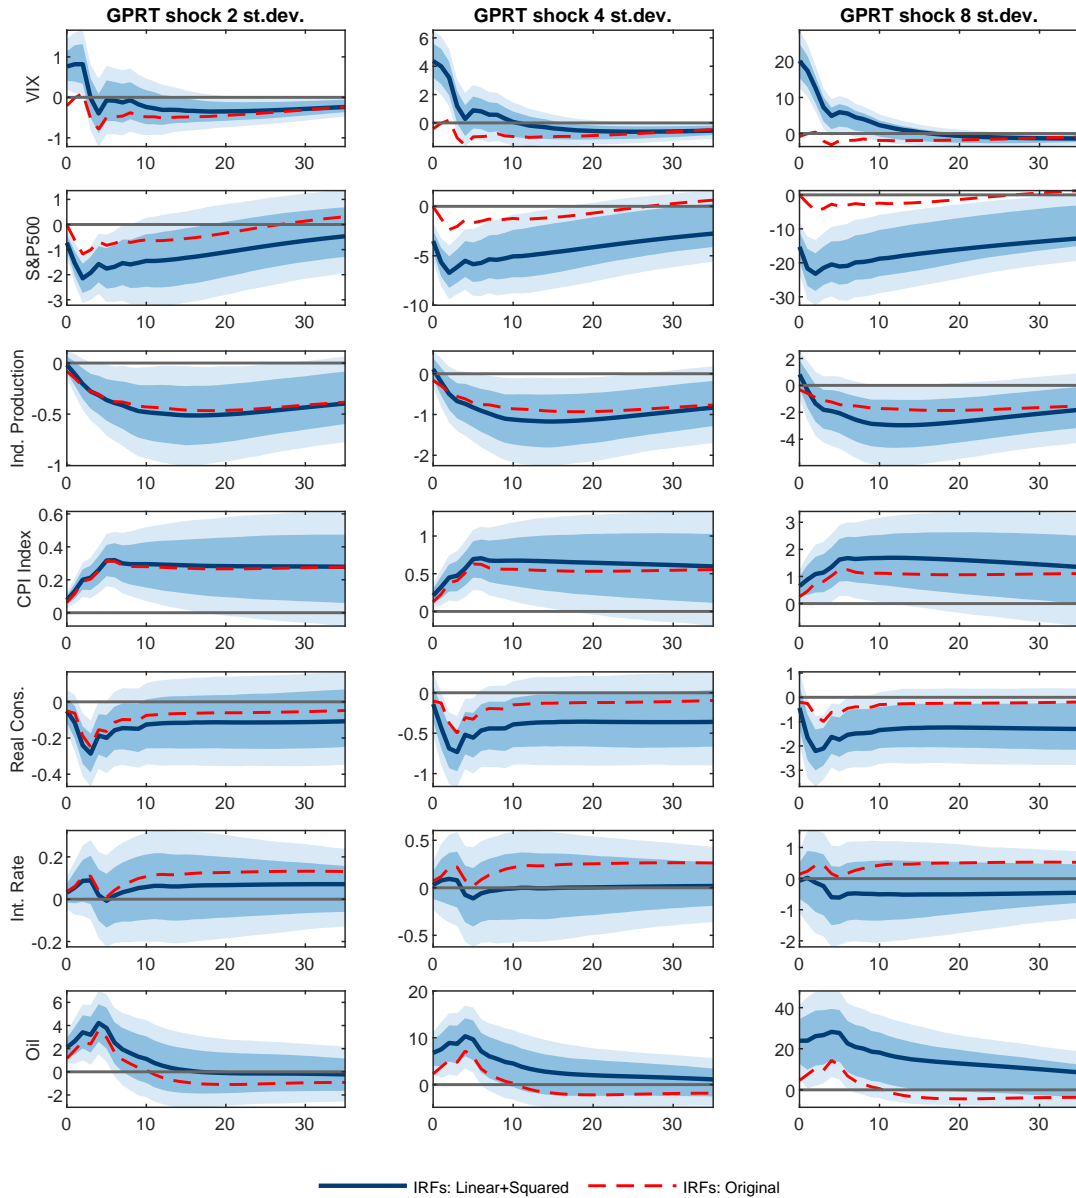 GPRT shock 2 st.dev. GPRT shock 4 st.dev. GPRT shock 8 st.dev.
VIX
1
0
-1
0 10 20 30
6
4
2
0
0 10 20 30
20
10
0
0 10 20 30
S&P500
1
0
-1
-2
-3
0 10 20 30
0
-5
-10
0 10 20 30
0
-10
-20
-30
0 10 20 30
Ind. Production
0
-0.5
-1
0 10 20 30
0
-1
-2
0 10 20 30
2
0
-2
-4
0 10 20 30
CPI Index
0.6
0.4
0.2
0
0 10 20 30
1
0.5
0
0 10 20 30
3
2
1
0
0 10 20 30
Real Cons.
0
-0.2
-0.4
0 10 20 30
0
-0.5
-1
0 10 20 30
1
0
-1
-2
-3
0 10 20 30
Int. Rate
0.2
0
-0.2
0 10 20 30
0.5
0
-0.5
0 10 20 30
1
0
-1
-2
0 10 20 30
Oil
6
4
2
0
-2
0 10 20 30
20
10
0
0 10 20 30
40
20
0
0 10 20 30
IRFs: Linear+Squared IRFs: Original